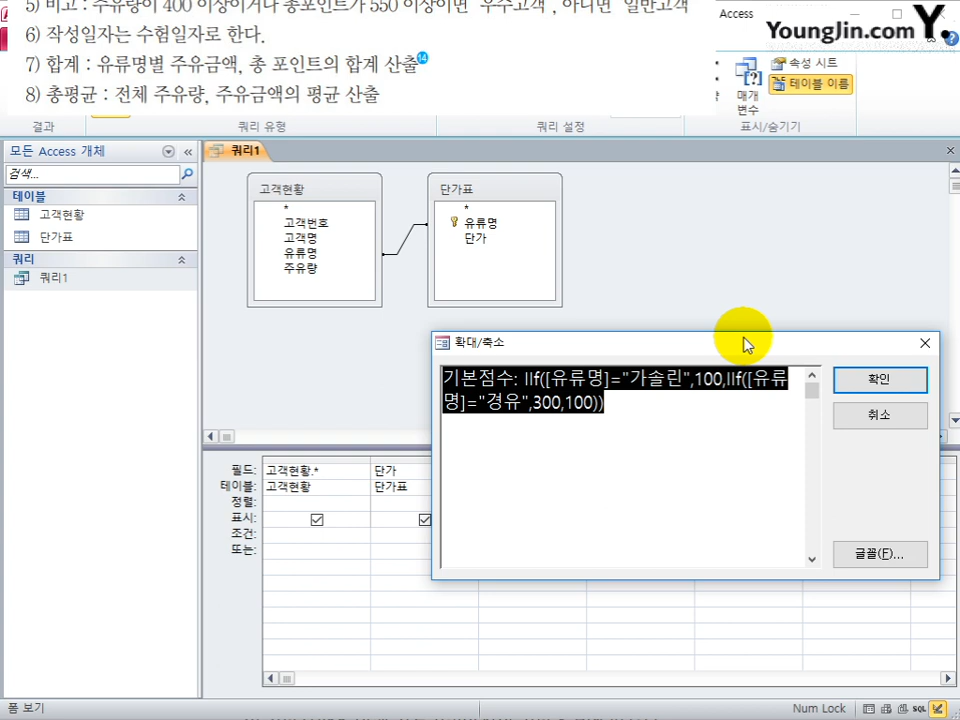 5) 비고 : 주유량이 400 이상이거나 총포인트가 550 이상이면 "우수고객", 아니면 "일반고객"
6) 작성일자는 수험일자로 한다.
7) 합계 : 유류명별 주유금액, 총 포인트의 합계 산출14
8) 총평균 : 전체 주유량, 주유금액의 평균 산출
Access
YoungJin.com Y.
매개
변수
속성 시트
테이블 이름
결과
쿼리 유형
쿼리 설정
표시/숨기기
모든 Access 개체
검색...
테이블
고객현황
단가표
쿼리
쿼리1
쿼리1
고객현황
*
고객번호
고객명
유류명
주유량
단가표
*
유류명
단가
확대/축소
기본점수: IIf([유류명]="가솔린",100,IIf([유류
명]="경유",300,100))
확인
취소
글꼴(F)...
필드: 고객현황.* 단가
테이블: 고객현황 단가표
정렬:
표시:
조건:
또는:
폼 보기
Num Lock
SQL